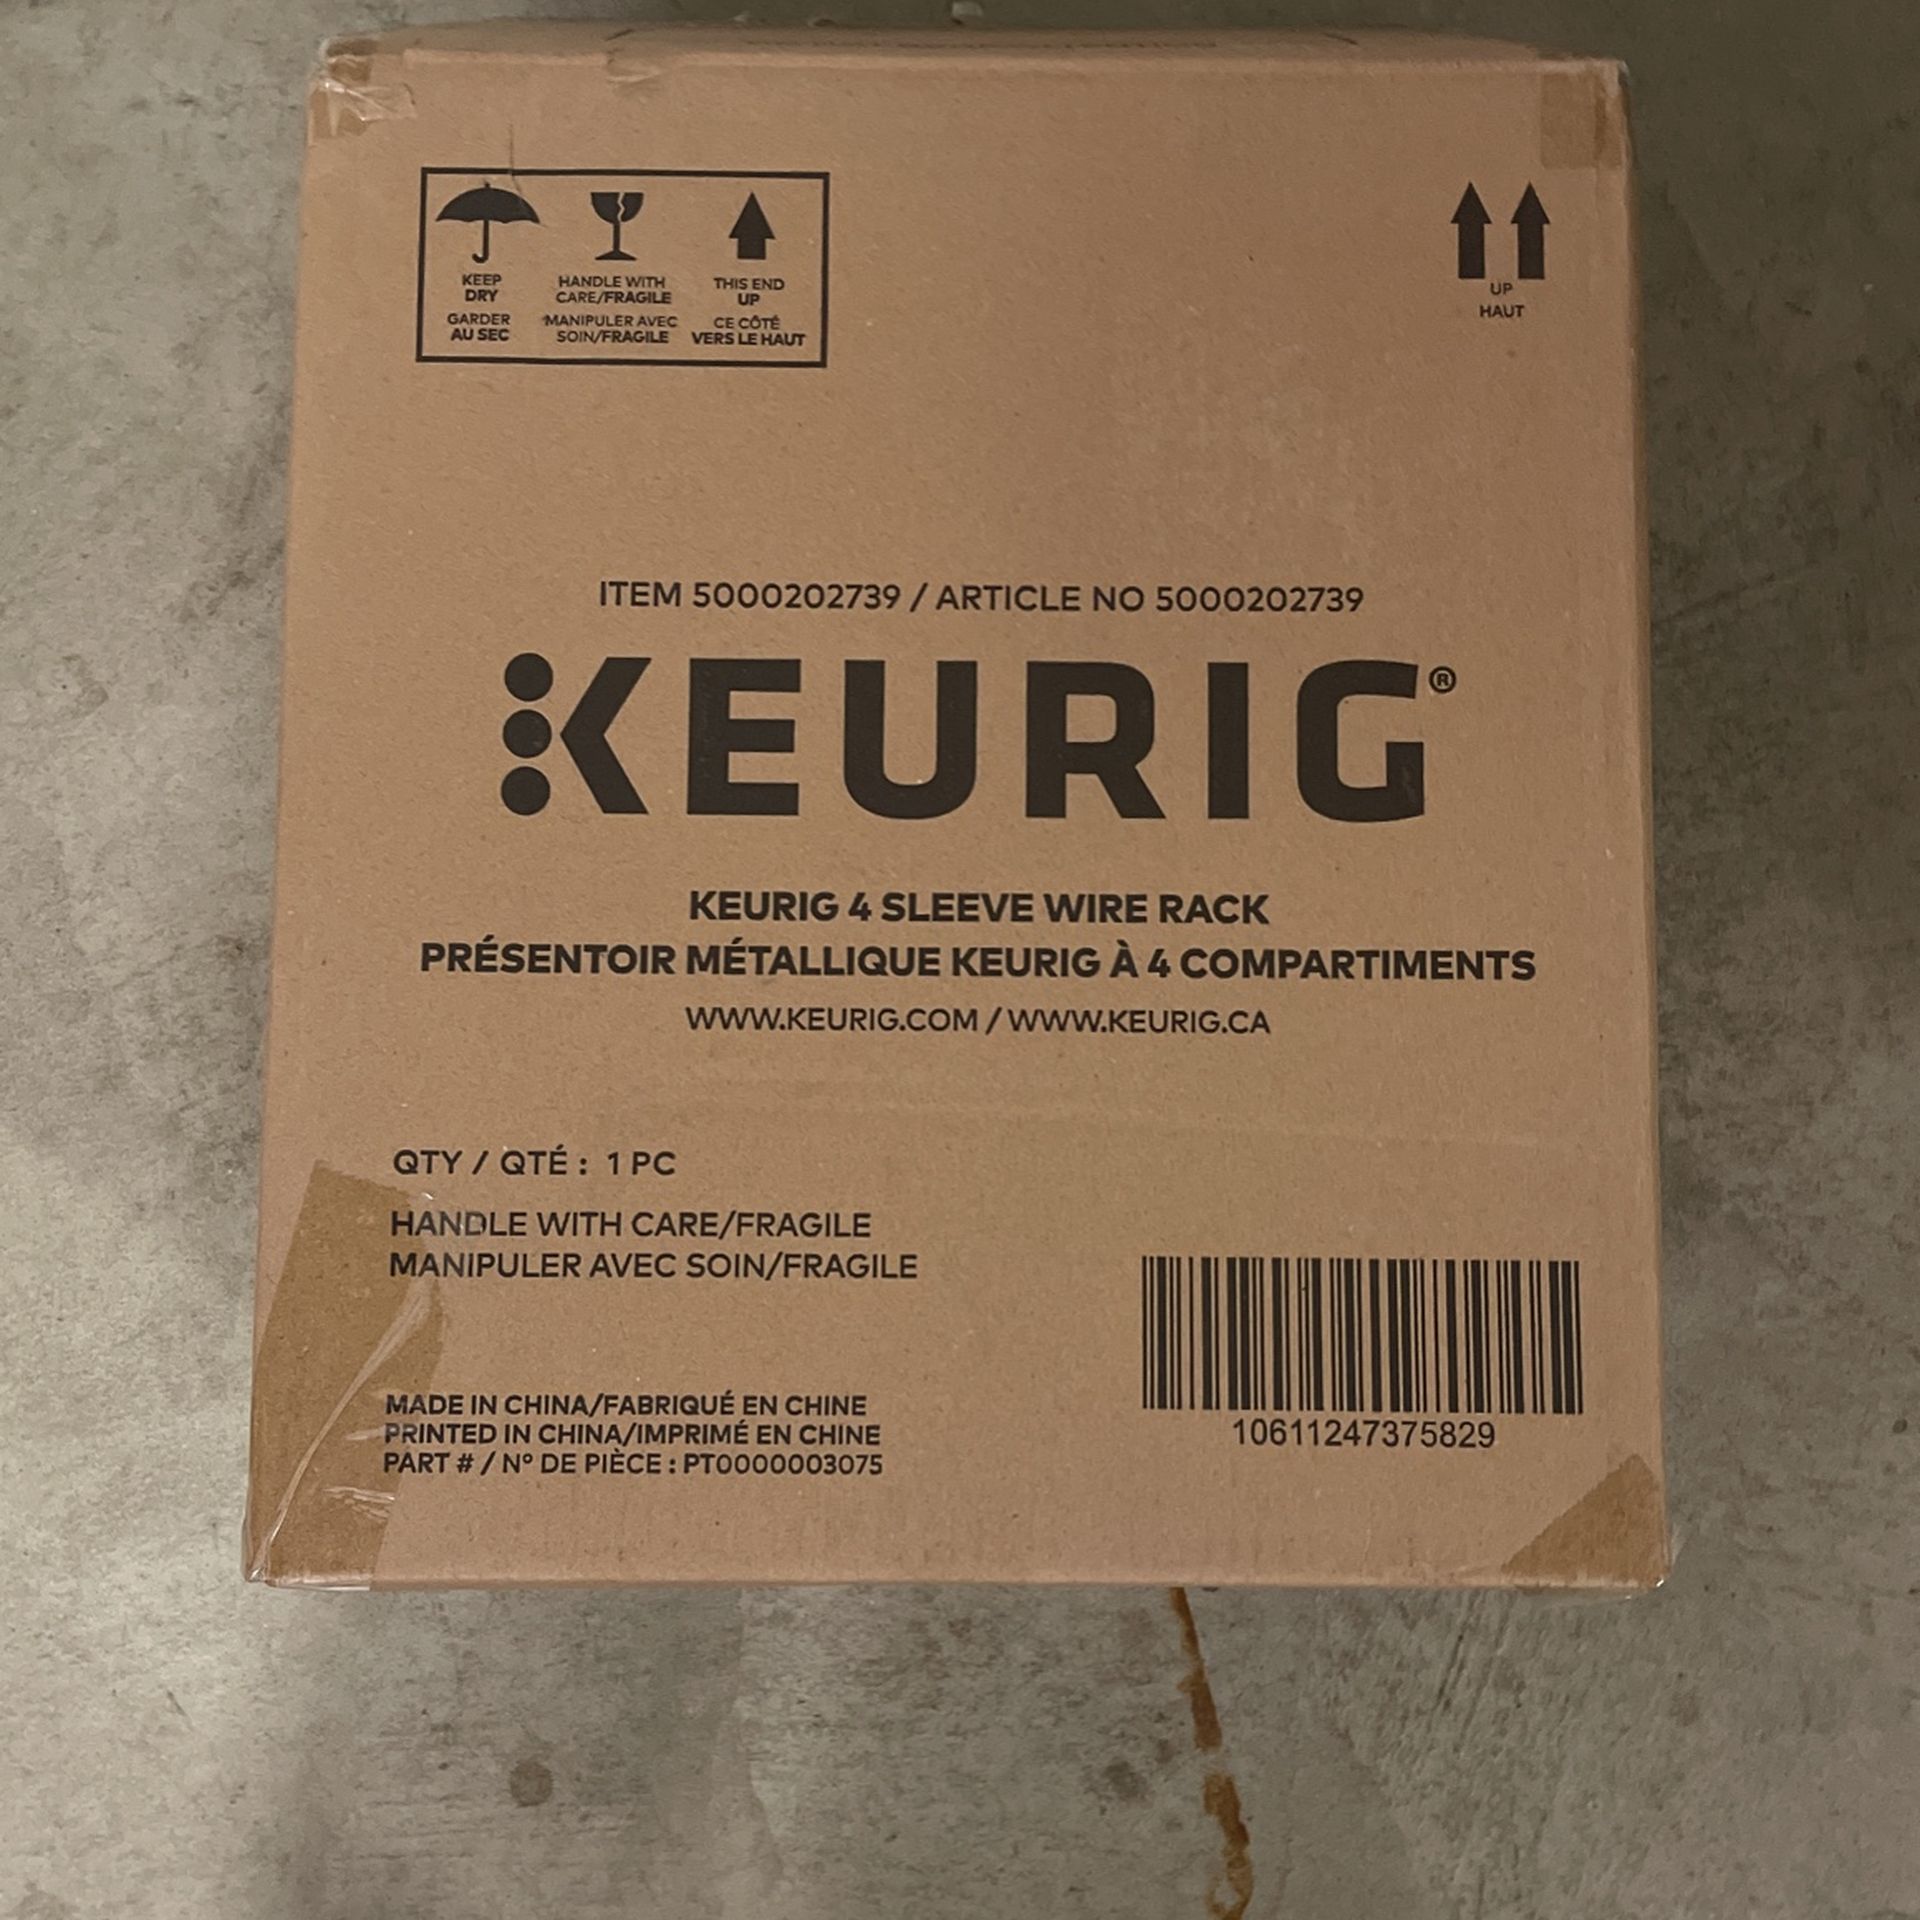 KEEP
DRY
GARDER
AU SEC
HANDLE WITH
CARE/FRAGILE
MANIPULER AVEC
SOIN/FRAGILE
THIS END
UP
CE CÔTÉ
VERS LE HAUT
UP
HAUT
ITEM 5000202739 / ARTICLE NO 5000202739
KEURIG®
KEURIG 4 SLEEVE WIRE RACK
PRÉSENTOIR MÉTALLIQUE KEURIG À 4 COMPARTIMENTS
WWW.KEURIG.COM / WWW.KEURIG.CA
QTY / QTÉ : 1 PC
HANDLE WITH CARE/FRAGILE
MANIPULER AVEC SOIN/FRAGILE
MADE IN CHINA/FABRIQUÉ EN CHINE
PRINTED IN CHINA/IMPRIMÉ EN CHINE
PART # / Nº DE PIÈCE : PT0000003075
10611247375829